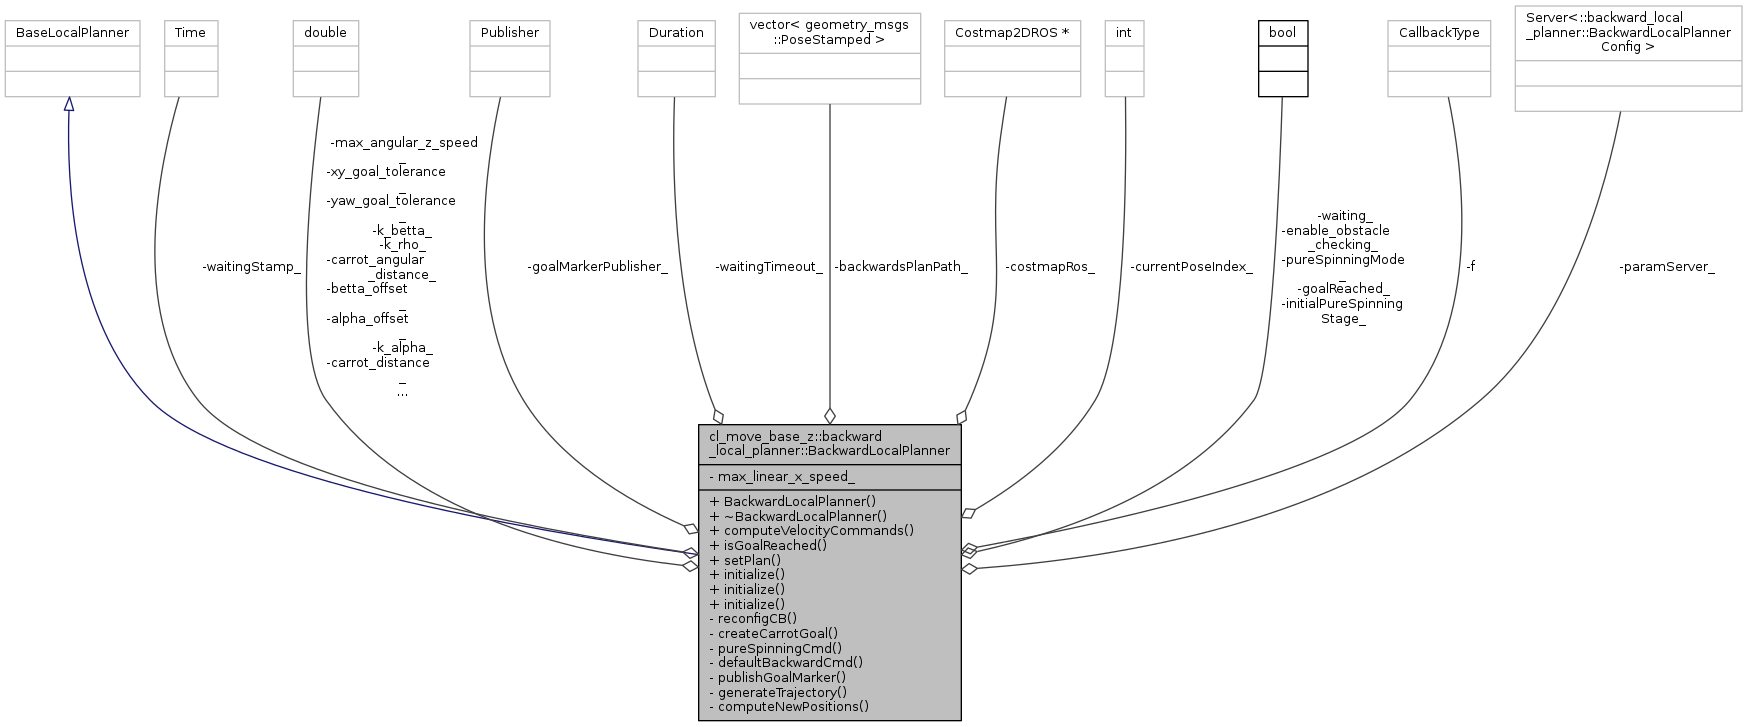 BaseLocalPlanner
Time
double
Publisher
Duration
vector< geometry_msgs
::PoseStamped >
Costmap2DROS *
int
bool
CallbackType
Server<::backward_local
_planner::BackwardLocalPlanner
Config >
-waitingStamp_
-max_angular_z_speed
_
-xy_goal_tolerance
_
-yaw_goal_tolerance
_
-k_betta_
-k_rho_
-carrot_angular
_distance_
-betta_offset
_
-alpha_offset
_
-k_alpha_
-carrot_distance
_
...
-goalMarkerPublisher_
-waitingTimeout_
-backwardsPlanPath_
-costmapRos_
-currentPoseIndex_
-waiting_
-enable_obstacle
_checking_
-pureSpinningMode
_
-goalReached_
-initialPureSpinning
Stage_
-f
-paramServer_
cl_move_base_z::backward
_local_planner::BackwardLocalPlanner
- max_linear_x_speed_
+ BackwardLocalPlanner()
+ ~BackwardLocalPlanner()
+ computeVelocityCommands()
+ isGoalReached()
+ setPlan()
+ initialize()
+ initialize()
+ initialize()
- reconfigCB()
- createCarrotGoal()
- pureSpinningCmd()
- defaultBackwardCmd()
- publishGoalMarker()
- generateTrajectory()
- computeNewPositions()